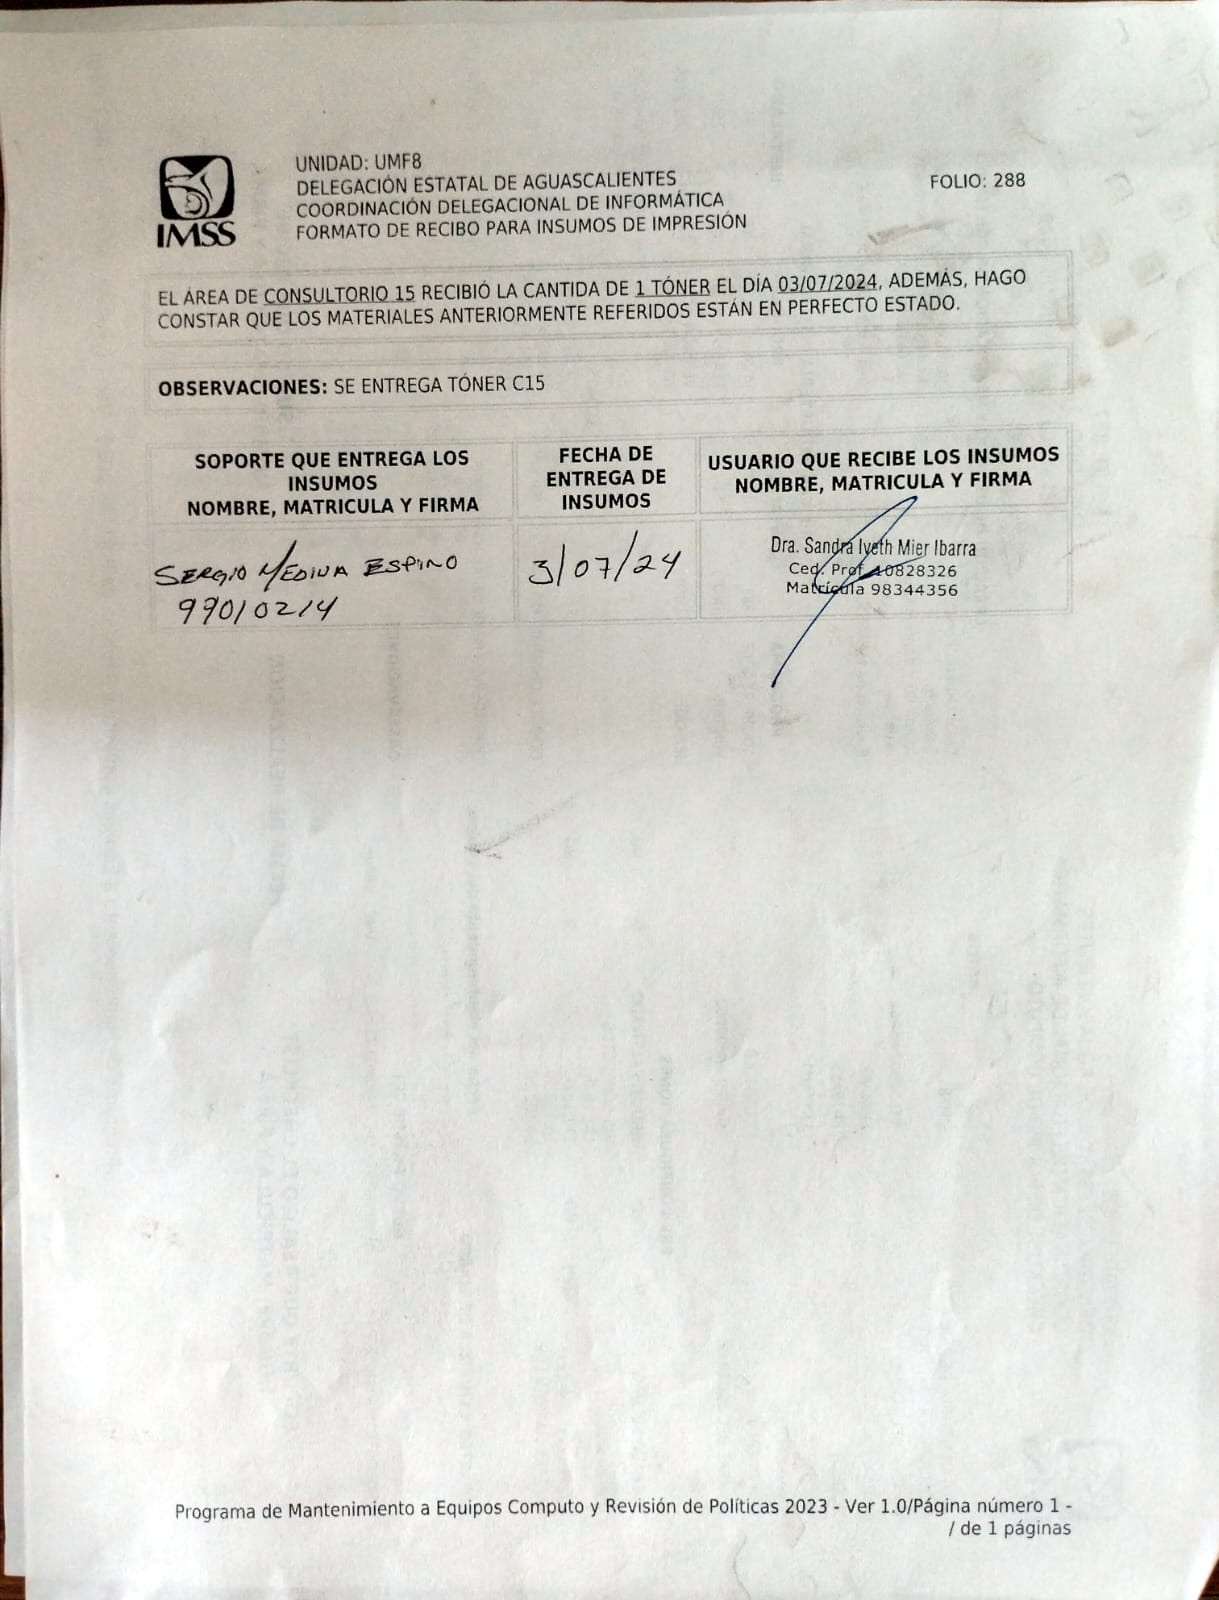 IMSS
UNIDAD: UMF8
DELEGACIÓN ESTATAL DE AGUASCALIENTES
COORDINACIÓN DELEGACIONAL DE INFORMÁTICA
FORMATO DE RECIBO PARA INSUMOS DE IMPRESIÓN
FOLIO: 288
EL ÁREA DE CONSULTORIO 15 RECIBIÓ LA CANTIDA DE 1 TÓNER EL DÍA 03/07/2024, ADEMÁS, HAGO
CONSTAR QUE LOS MATERIALES ANTERIORMENTE REFERIDOS ESTÁN EN PERFECTO ESTADO.
OBSERVACIONES: SE ENTREGA TÓNER C15
SOPORTE QUE ENTREGA LOS
INSUMOS
NOMBRE, MATRICULA Y FIRMA
FECHA DE
ENTREGA DE
INSUMOS
USUARIO QUE RECIBE LOS INSUMOS
NOMBRE, MATRICULA Y FIRMA
SERGIO MEDINA ESPINO
99010214
3/07/24
Dra. Sandra Iveth Mier Ibarra
Ced. Prof 10828326
Matrícula 98344356
Programa de Mantenimiento a Equipos Computo y Revisión de Políticas 2023 - Ver 1.0/Página número 1 -
/ de 1 páginas